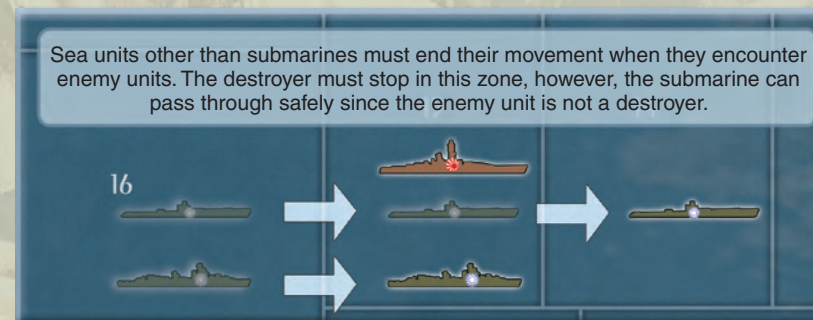 Sea units other than submarines must end their movement when they encounter
enemy units. The destroyer must stop in this zone, however, the submarine can
pass through safely since the enemy unit is not a destroyer.
16